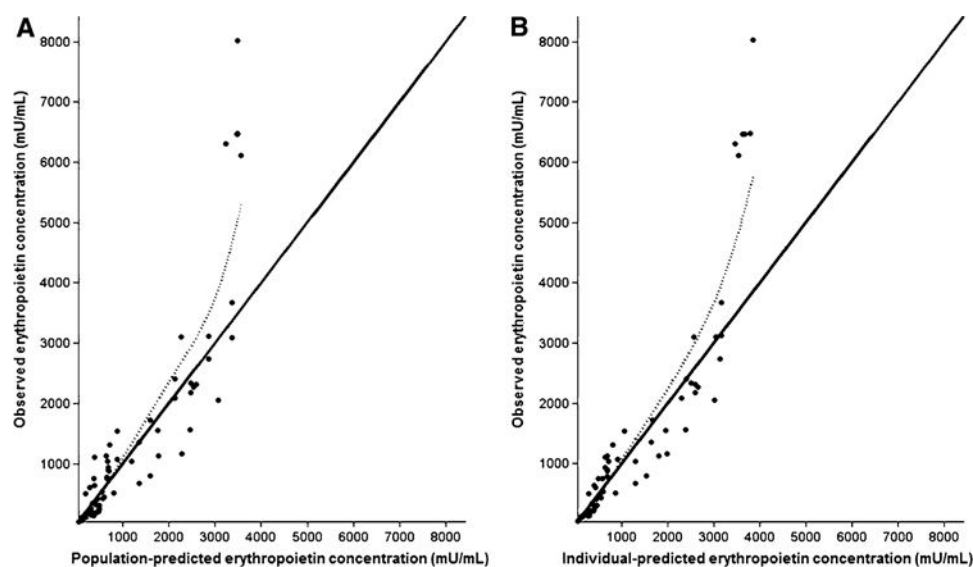 A
B
Observed erythropoietin concentration (mU/mL)
8000
7000
6000
5000
4000
3000
2000
1000
1000 2000 3000 4000 5000 6000 7000 8000
Population-predicted erythropoietin concentration (mU/mL)
Observed erythropoietin concentration (mU/mL)
8000
7000
6000
5000
4000
3000
2000
1000
1000 2000 3000 4000 5000 6000 7000 8000
Individual-predicted erythropoietin concentration (mU/mL)